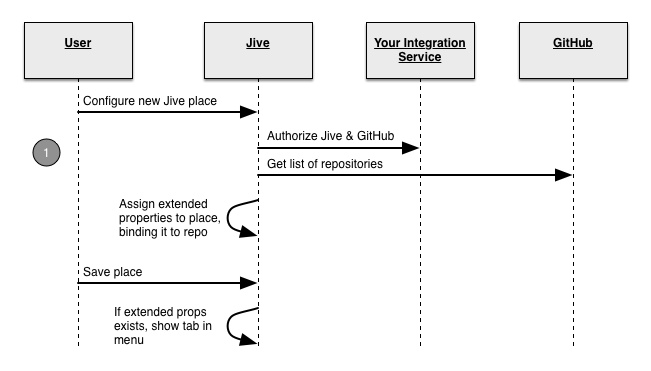 User
Jive
Your Integration
Service
GitHub
Configure new Jive place
Authorize Jive & GitHub
1
Get list of repositories
Assign extended
properties to place,
binding it to repo
Save place
If extended props
exists, show tab in
menu